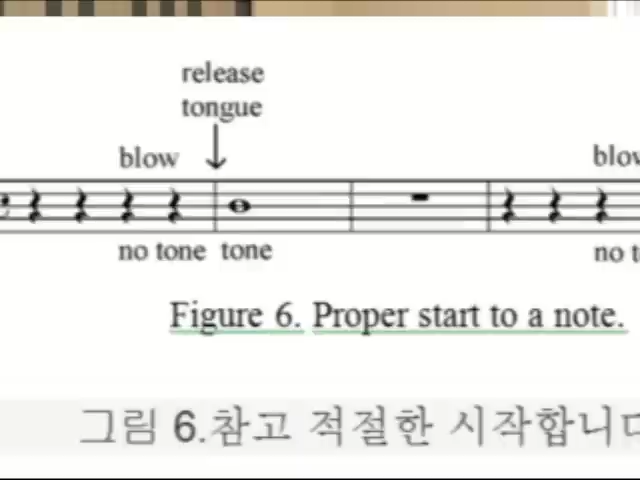 release
tongue
blow
no tone tone
no t
Figure 6. Proper start to a note.
그림 6.참고 적절한 시작합니다